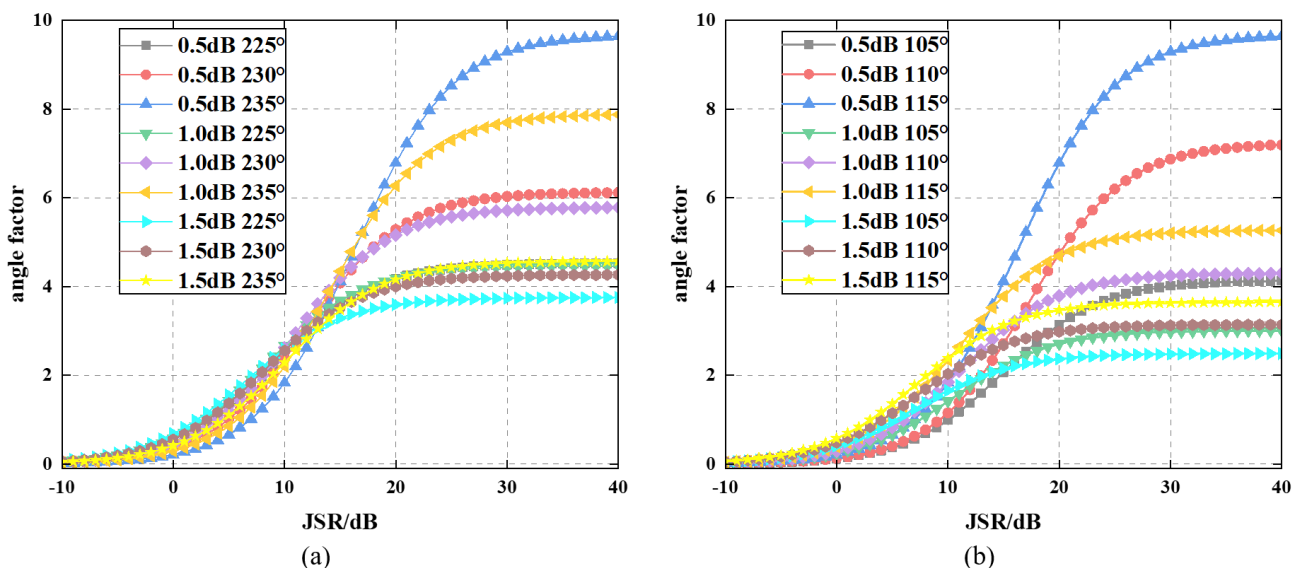 10
8
6
4
2
0
angle factor
0.5dB 225°
0.5dB 230°
0.5dB 235°
1.0dB 225°
1.0dB 230°
1.0dB 235°
1.5dB 225°
1.5dB 230°
1.5dB 235°
-10 0 10 20 30 40
JSR/dB
(a)
10
8
6
4
2
0
angle factor
0.5dB 105°
0.5dB 110°
0.5dB 115°
1.0dB 105°
1.0dB 110°
1.0dB 115°
1.5dB 105°
1.5dB 110°
1.5dB 115°
-10 0 10 20 30 40
JSR/dB
(b)